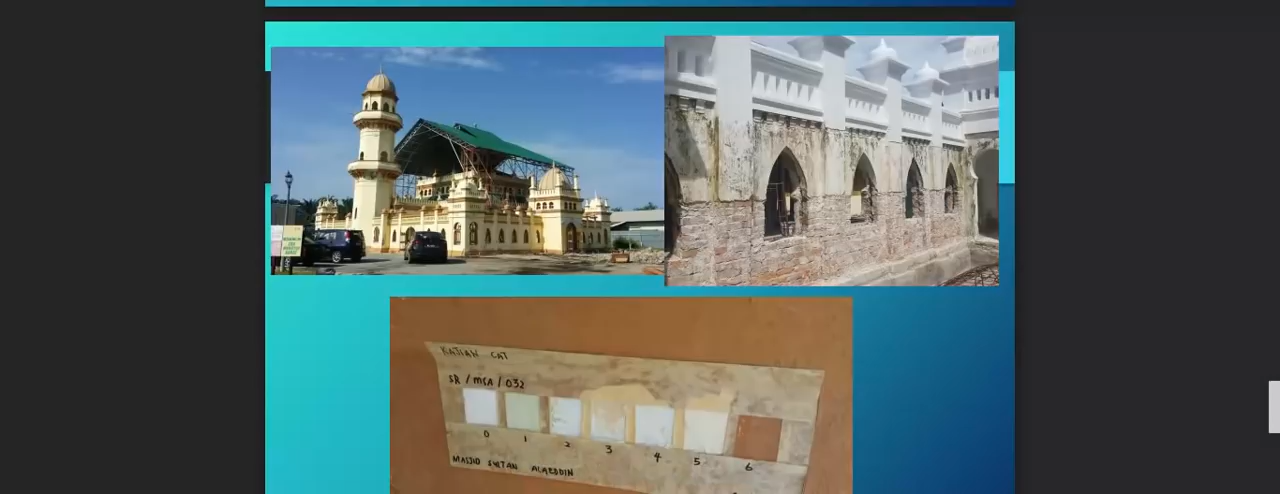 KAJIAN CAT
SR / MSA / 032
0 1 2 3 4 5 6
MASJID SULTAN ALAEDDIN